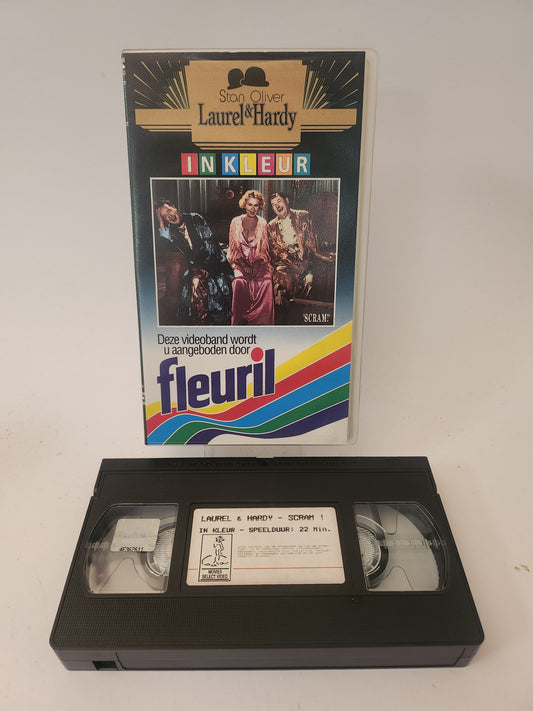 Stan Oliver
Laurel & Hardy
IN KLEUR
'SCRAM!'
Deze videoband wordt
u aangeboden door
fleuril
LAUREL & HARDY - SCRAM !
IN KLEUR - SPEELDUUR: 22 Min.
MOVIES
SELECT VIDEO